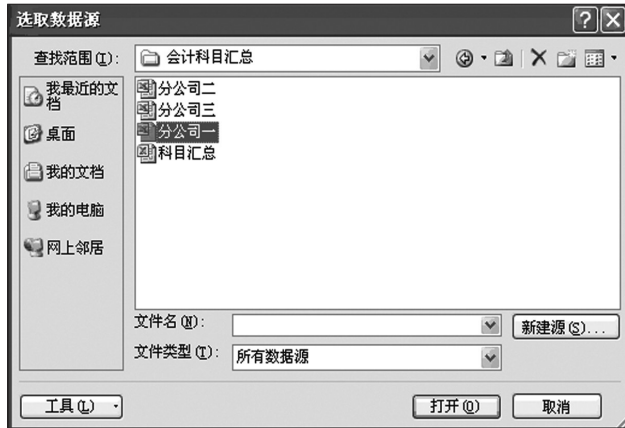 选取数据源
查找范围(I):
会计科目汇总
我最近的文
档
桌面
我的文档
我的电脑
网上邻居
分公司二
分公司三
分公司一
科目汇总
文件名(N):
新建源(S)...
文件类型(T):
所有数据源
工具(L)
打开(O)
取消